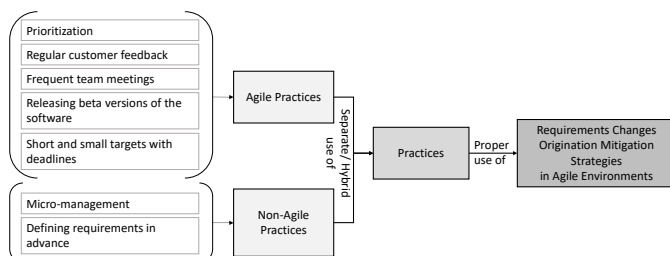 Prioritization
Regular customer feedback
Frequent team meetings
Releasing beta versions of the
software
Short and small targets with
deadlines
Agile Practices
Micro-management
Defining requirements in
advance
Non-Agile
Practices
Separate/ Hybrid
use of
Practices
Proper
use of
Requirements Changes
Origination Mitigation
Strategies
in Agile Environments